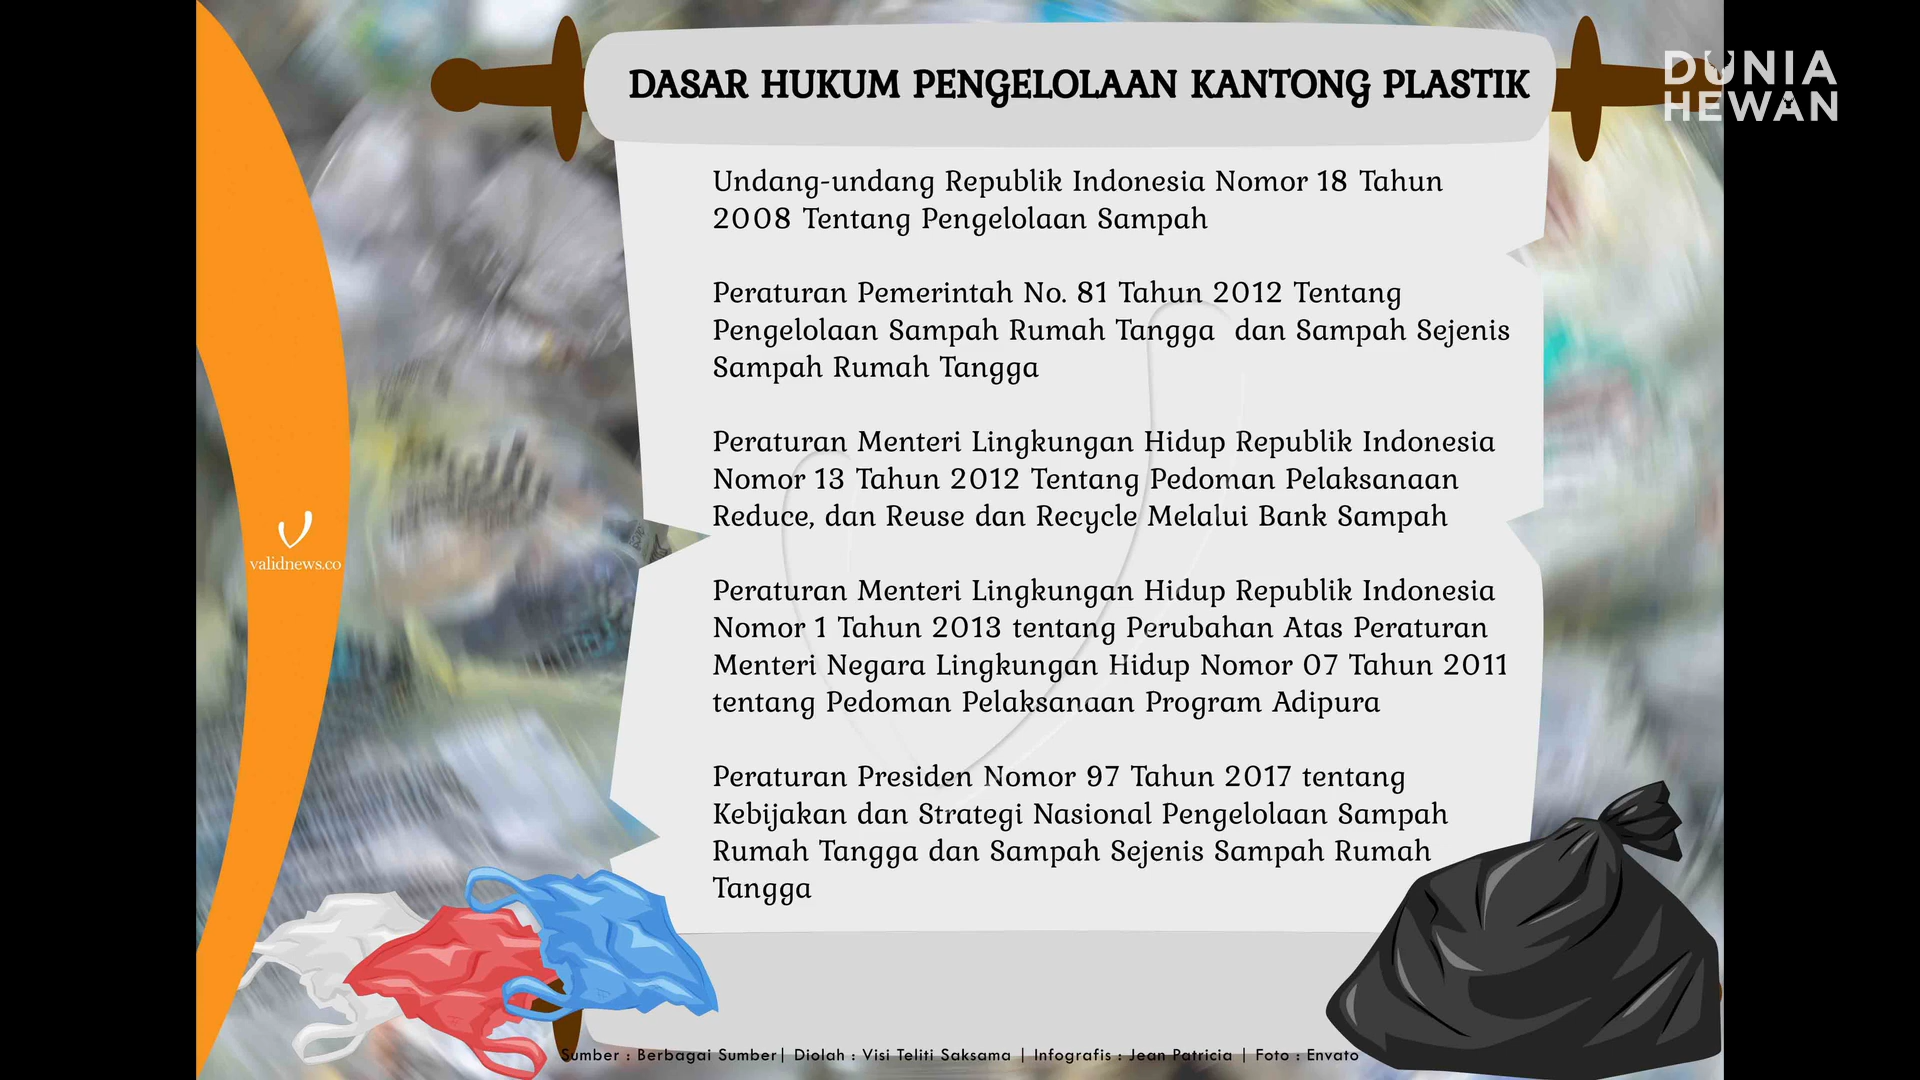 DASAR HUKUM PENGELOLAAN KANTONG PLASTIK
DUNIA
HEWAN
Undang-undang Republik Indonesia Nomor 18 Tahun
2008 Tentang Pengelolaan Sampah
Peraturan Pemerintah No. 81 Tahun 2012 Tentang
Pengelolaan Sampah Rumah Tangga dan Sampah Sejenis
Sampah Rumah Tangga
Peraturan Menteri Lingkungan Hidup Republik Indonesia
Nomor 13 Tahun 2012 Tentang Pedoman Pelaksanaan
Reduce, dan Reuse dan Recycle Melalui Bank Sampah
validnews.co
Peraturan Menteri Lingkungan Hidup Republik Indonesia
Nomor 1 Tahun 2013 tentang Perubahan Atas Peraturan
Menteri Negara Lingkungan Hidup Nomor 07 Tahun 2011
tentang Pedoman Pelaksanaan Program Adipura
Peraturan Presiden Nomor 97 Tahun 2017 tentang
Kebijakan dan Strategi Nasional Pengelolaan Sampah
Rumah Tangga dan Sampah Sejenis Sampah Rumah
Tangga
Sumber : Berbagai Sumber| Diolah : Visi Teliti Saksama | Infografis : Jean Patricia | Foto : Envato